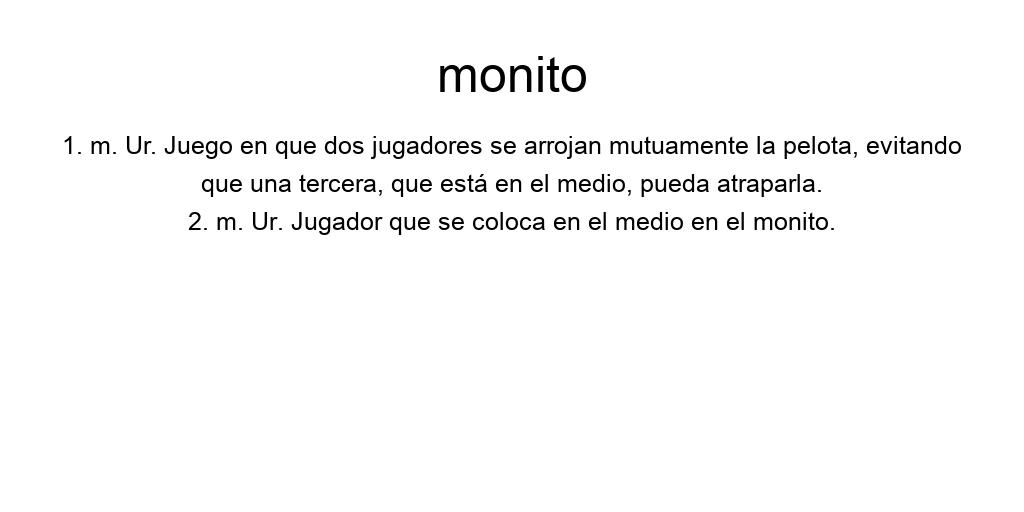 monito
1. m. Ur. Juego en que dos jugadores se arrojan mutuamente la pelota, evitando
que una tercera, que está en el medio, pueda atraparla.
2. m. Ur. Jugador que se coloca en el medio en el monito.